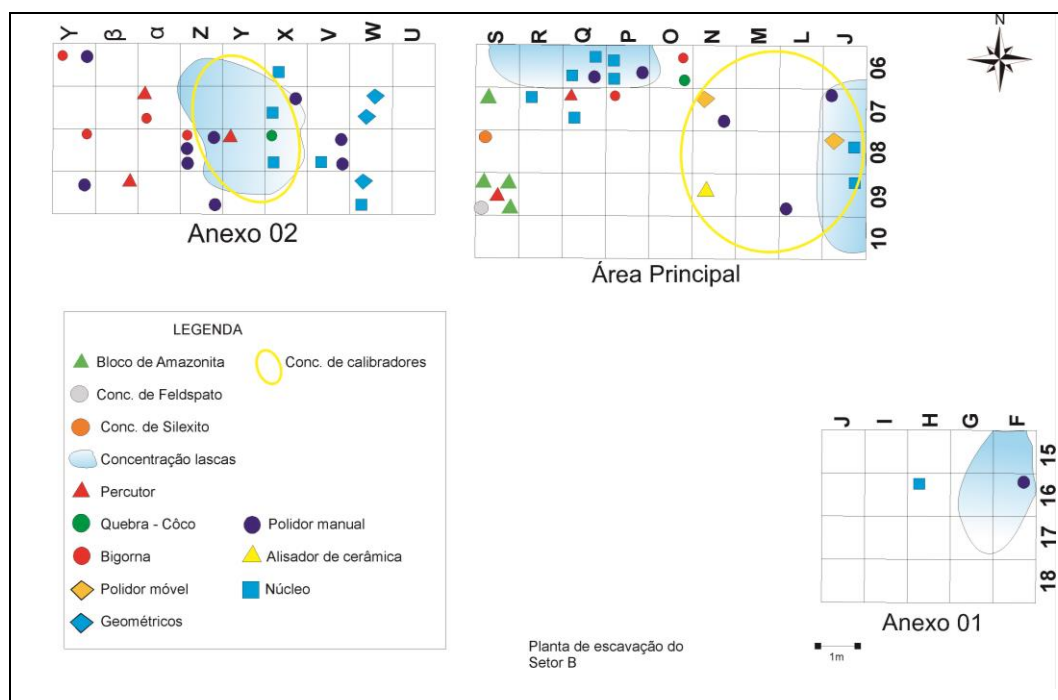 N
Y β α Z Y X V W U
S R Q P O N M L J
06
07
08
09
10
Anexo 02
Área Principal
LEGENDA
Bloco de Amazonita
Conc. de calibradores
Conc. de Feldspato
Conc. de Silexito
Concentração lascas
Percutor
Quebra - Côco
Polidor manual
Bigorna
Alisador de cerâmica
Polidor móvel
Núcleo
Geométricos
J I H G F
15
16
17
18
Anexo 01
Planta de escavação do
Setor B
1m